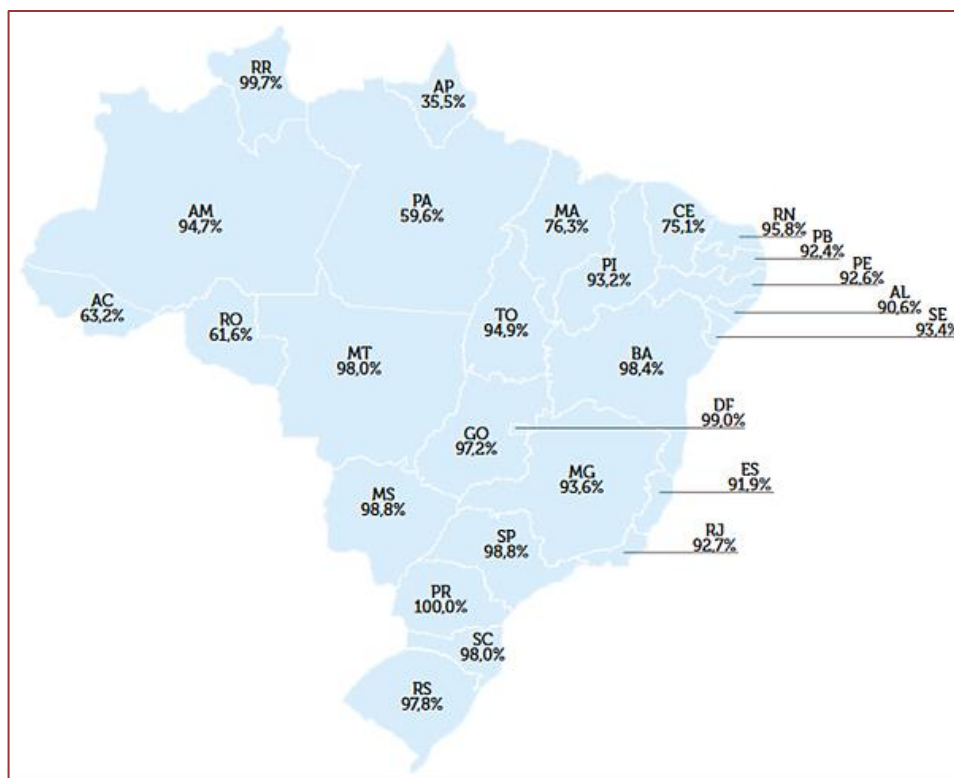 RR
99,7%
AP
35,5%
AM
94,7%
PA
59,6%
MA
76,3%
CE
75,1%
RN
95,8%
PB
92,4%
PI
93,2%
PE
92,6%
AL
90,6%
SE
93,4%
AC
63,2%
RO
61,6%
TO
94,9%
MT
98,0%
BA
98,4%
DF
99,0%
GO
97,2%
MG
93,6%
ES
91,9%
MS
98,8%
SP
98,8%
RJ
92,7%
PR
100,0%
SC
98,0%
RS
97,8%